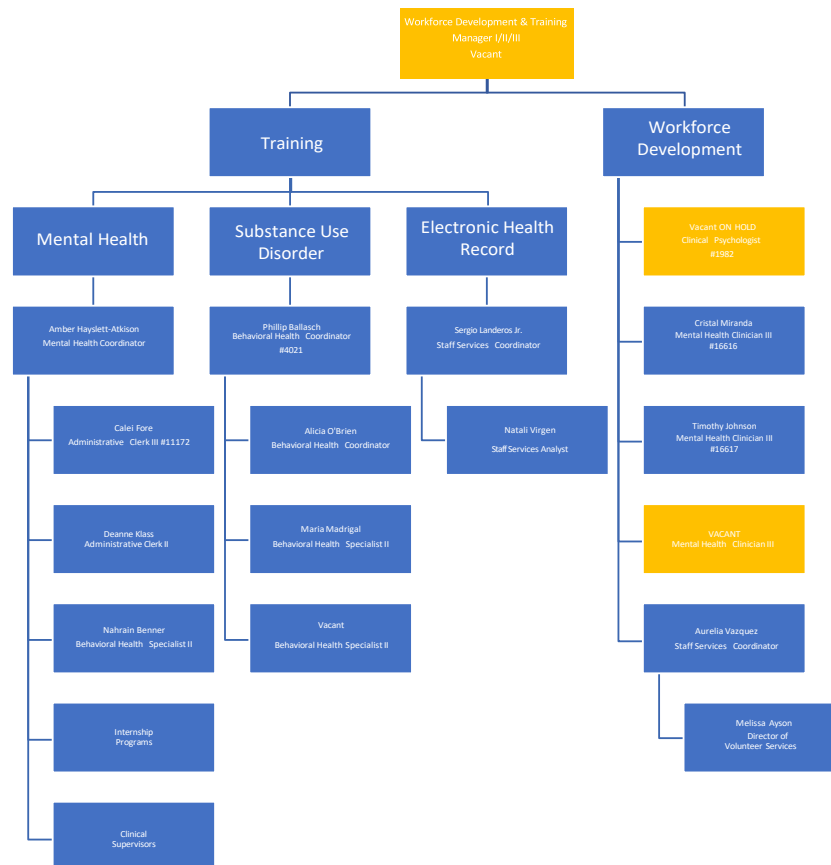 Workforce Development & Training
Manager I/II/III
Vacant
Training
Workforce
Development
Mental Health
Substance Use
Disorder
Electronic Health
Record
Vacant ON HOLD
Clinical Psychologist
#1982
Amber Hayslett-Atkison
Mental Health Coordinator
Phillip Ballasch
Behavioral Health Coordinator
#4021
Sergio Landeros Jr.
Staff Services Coordinator
Cristal Miranda
Mental Health Clinician III
#16616
Calei Fore
Administrative Clerk III #11172
Alicia O'Brien
Behavioral Health Coordinator
Natali Virgen
Staff Services Analyst
Timothy Johnson
Mental Health Clinician III
#16617
Deanne Klass
Administrative Clerk II
Maria Madrigal
Behavioral Health Specialist II
VACANT
Mental Health Clinician III
Nahrain Benner
Behavioral Health Specialist II
Vacant
Behavioral Health Specialist II
Aurelia Vazquez
Staff Services Coordinator
Internship
Programs
Melissa Ayson
Director of
Volunteer Services
Clinical
Supervisors